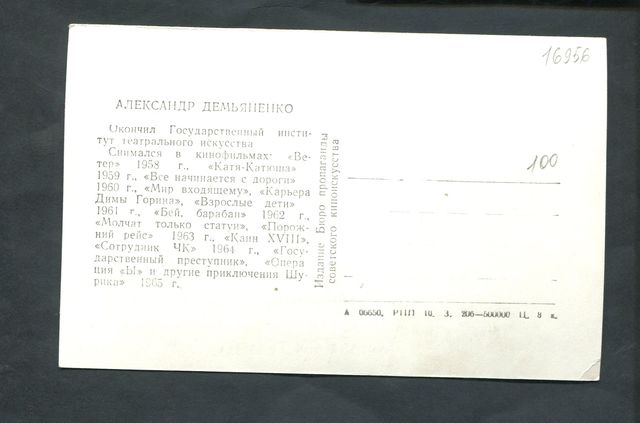 16956
АЛЕКСАНДР ДЕМЬЯНЕНКО
Окончил Государственный инсти-
тут театрального искусства
Снимался в кинофильмах: «Ве-
тер» 1958 г., «Катя-Катюша»
1959 г., «Все начинается с дороги»
1960 г., «Мир входящему», «Карьера
Димы Горина», «Взрослые дети»
1961 г., «Бей, барабан» 1962 г.,
«Молчат только статуи», «Порож-
ний рейс» 1963 г., «Каин XVIII»,
«Сотрудник ЧК» 1964 г., «Госу-
дарственный преступник», «Опера
ция «Ы» и другие приключения Шу-
рика» 1965 г.
Издание Бюро пропаганды
советского киноискусства
100
А 06650. РПП 10. З. 206—500000 Ц. 8 к.